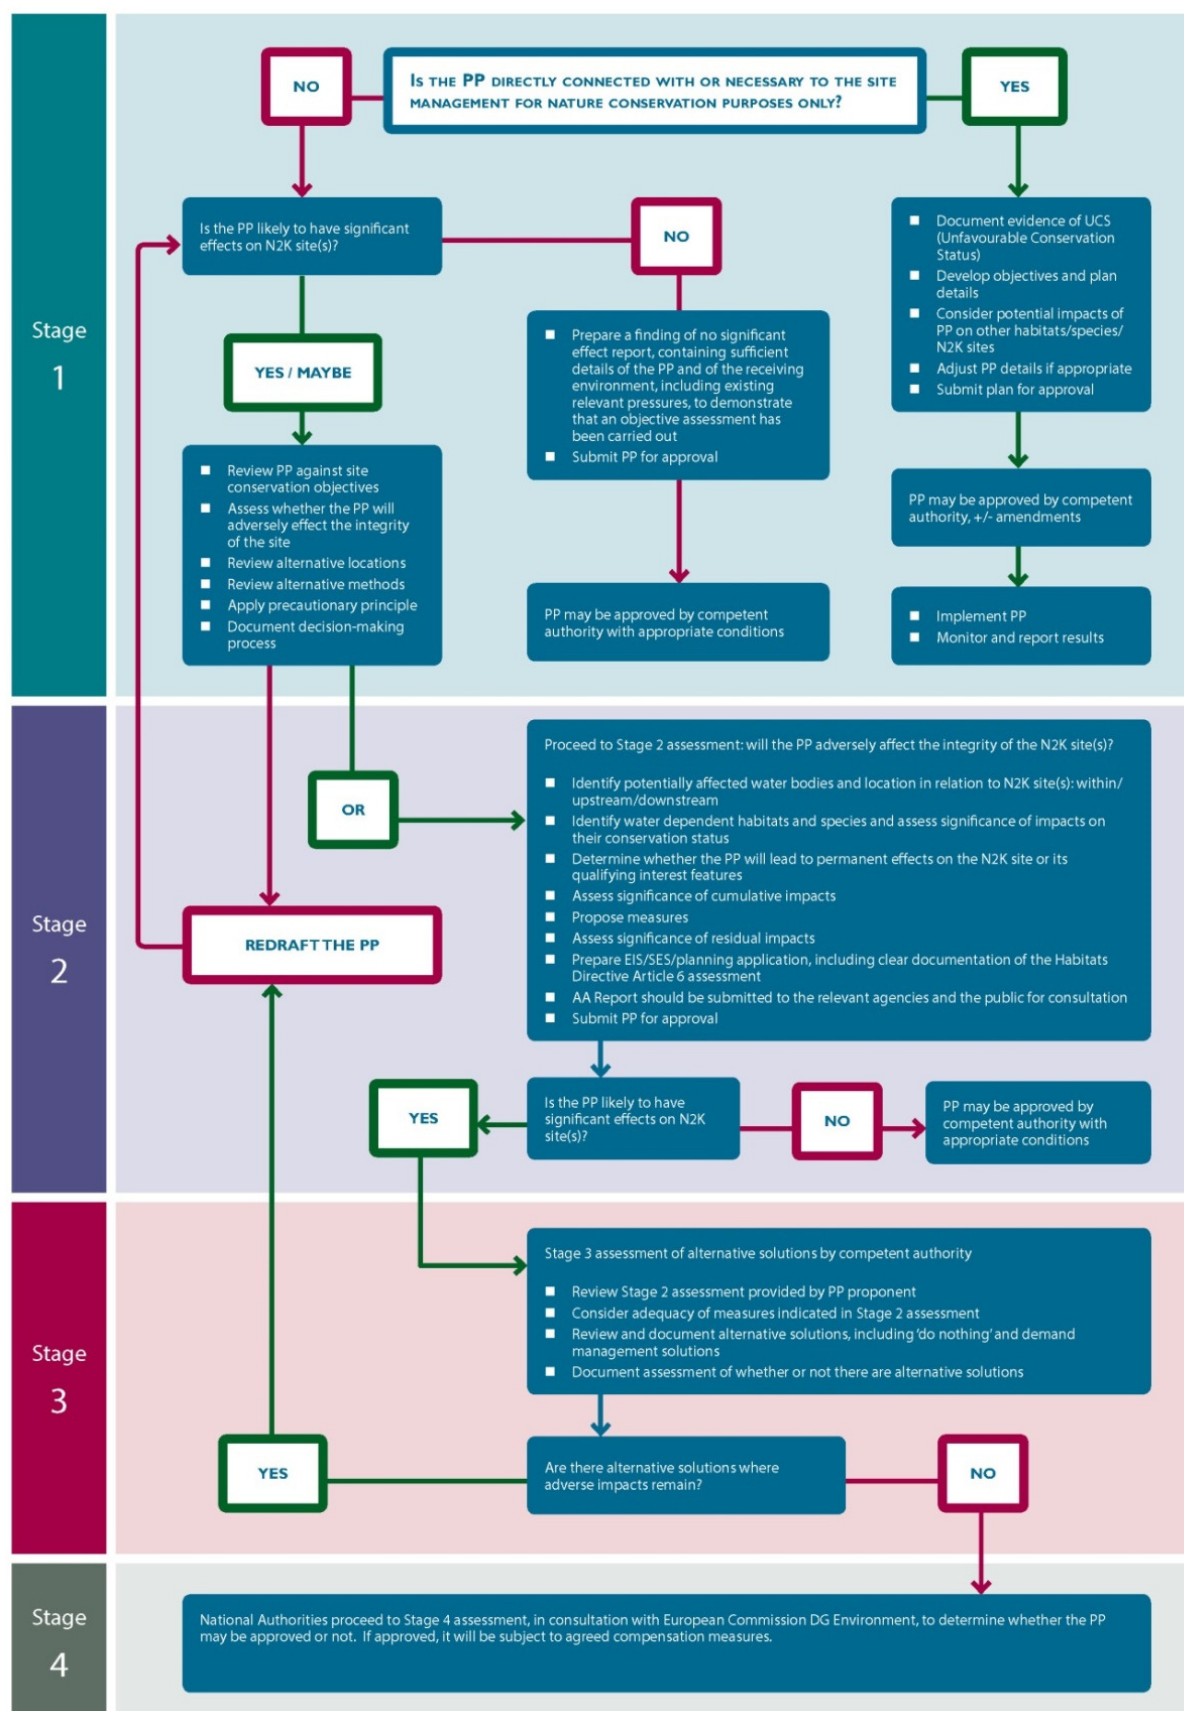 Stage
1
IS THE PP DIRECTLY CONNECTED WITH OR NECESSARY TO THE SITE
MANAGEMENT FOR NATURE CONSERVATION PURPOSES ONLY?
NO
YES
Is the PP likely to have significant
effects on N2K site(s)?
NO
■ Document evidence of UCS
(Unfavourable Conservation
Status)
■ Develop objectives and plan
details
■ Consider potential impacts of
PP on other habitats/species/
N2K sites
■ Adjust PP details if appropriate
■ Submit plan for approval
YES / MAYBE
■ Prepare a finding of no significant
effect report, containing sufficient
details of the PP and of the receiving
environment, including existing
relevant pressures, to demonstrate
that an objective assessment has
been carried out
■ Submit PP for approval
■ Review PP against site
conservation objectives
■ Assess whether the PP will
adversely effect the integrity
of the site
■ Review alternative locations
■ Review alternative methods
■ Apply precautionary principle
■ Document decision-making
process
PP may be approved by competent
authority, +/- amendments
PP may be approved by competent
authority with appropriate conditions
■ Implement PP
■ Monitor and report results
Stage
2
OR
Proceed to Stage 2 assessment: will the PP adversely affect the integrity of the N2K site(s)?
■ Identify potentially affected water bodies and location in relation to N2K site(s): within/
upstream/downstream
■ Identify water dependent habitats and species and assess significance of impacts on
their conservation status
■ Determine whether the PP will lead to permanent effects on the N2K site or its
qualifying interest features
■ Assess significance of cumulative impacts
■ Propose measures
■ Assess significance of residual impacts
■ Prepare EIS/SES/planning application, including clear documentation of the Habitats
Directive Article 6 assessment
■ AA Report should be submitted to the relevant agencies and the public for consultation
■ Submit PP for approval
REDRAFT THE PP
YES
Is the PP likely to have
significant effects on N2K
site(s)?
NO
PP may be approved by
competent authority with
appropriate conditions
Stage
3
Stage 3 assessment of alternative solutions by competent authority
■ Review Stage 2 assessment provided by PP proponent
■ Consider adequacy of measures indicated in Stage 2 assessment
■ Review and document alternative solutions, including ‘do nothing’ and demand
management solutions
■ Document assessment of whether or not there are alternative solutions
YES
Are there alternative solutions where
adverse impacts remain?
NO
Stage
4
National Authorities proceed to Stage 4 assessment, in consultation with European Commission DG Environment, to determine whether the PP
may be approved or not. If approved, it will be subject to agreed compensation measures.